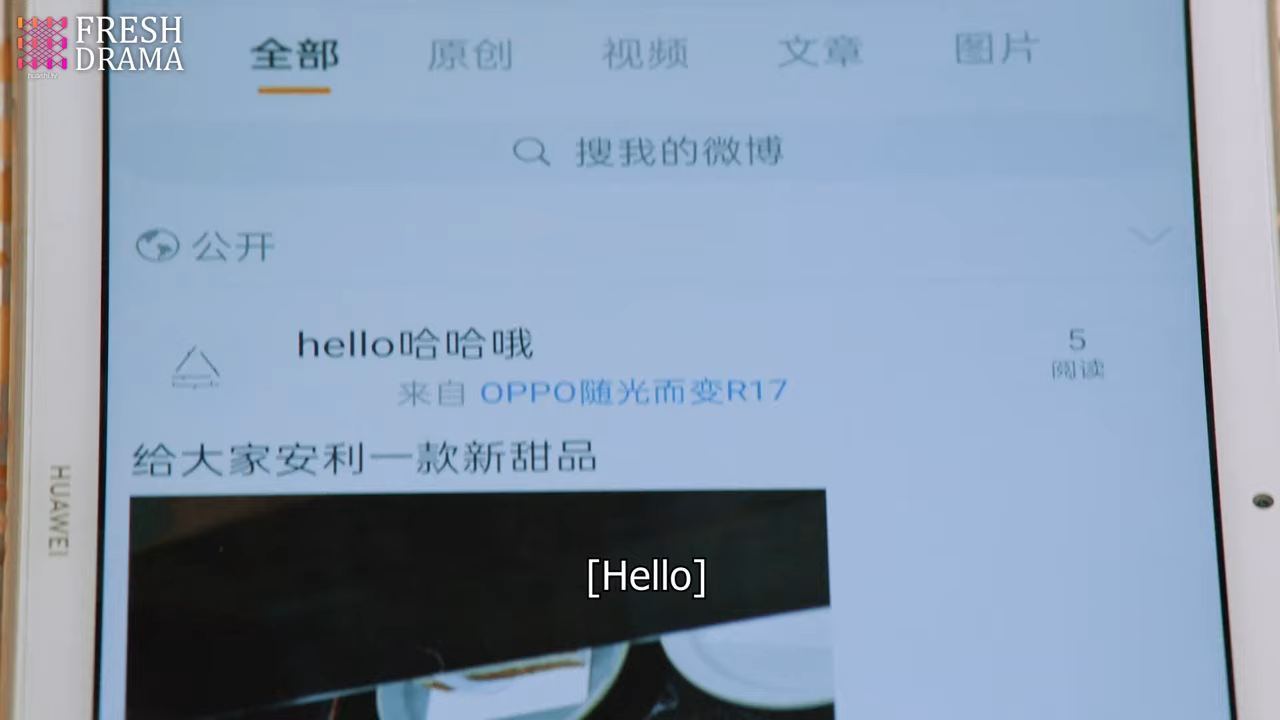 FRESH
DRAMA
huashi.tv
全部 原创 视频 文章 图片
搜我的微博
公开
hello哈哈哦
5
阅读
来自 OPPO随光而变R17
给大家安利一款新甜品
HUAWEI
[Hello]